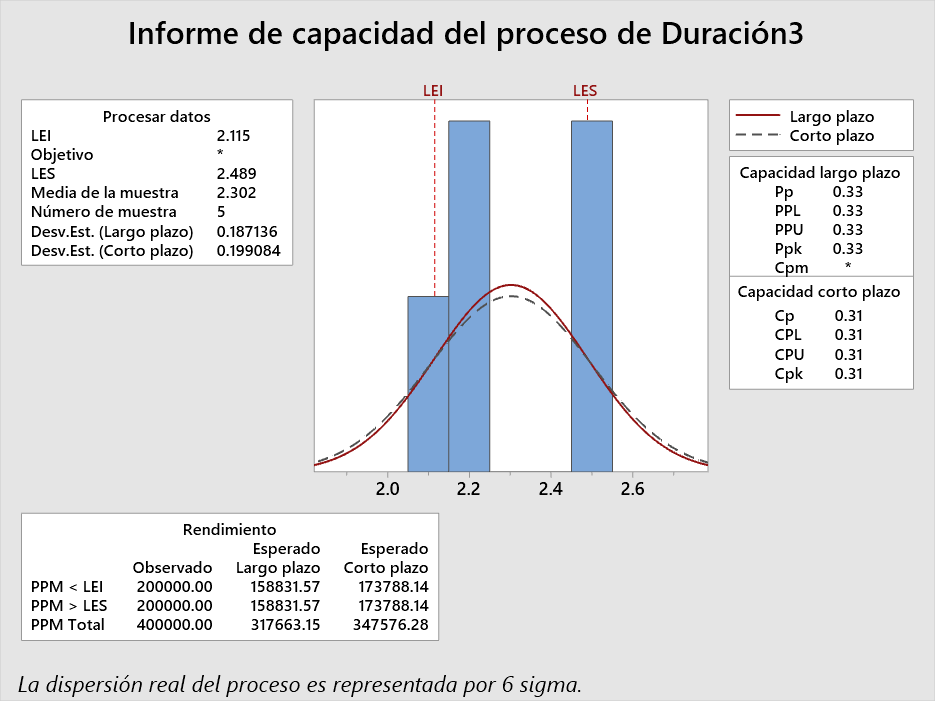 Informe de capacidad del proceso de Duración3
LEI LES
Procesar datos
LEI 2.115
Objetivo *
LES 2.489
Media de la muestra 2.302
Número de muestra 5
Desv.Est. (Largo plazo) 0.187136
Desv.Est. (Corto plazo) 0.199084
Largo plazo
Corto plazo
Capacidad largo plazo
Pp 0.33
PPL 0.33
PPU 0.33
Ppk 0.33
Cpm *
Capacidad corto plazo
Cp 0.31
CPL 0.31
CPU 0.31
Cpk 0.31
2.0 2.2 2.4 2.6
Rendimiento
Esperado Esperado
Observado Largo plazo Corto plazo
PPM < LEI 200000.00 158831.57 173788.14
PPM > LES 200000.00 158831.57 173788.14
PPM Total 400000.00 317663.15 347576.28
La dispersión real del proceso es representada por 6 sigma.